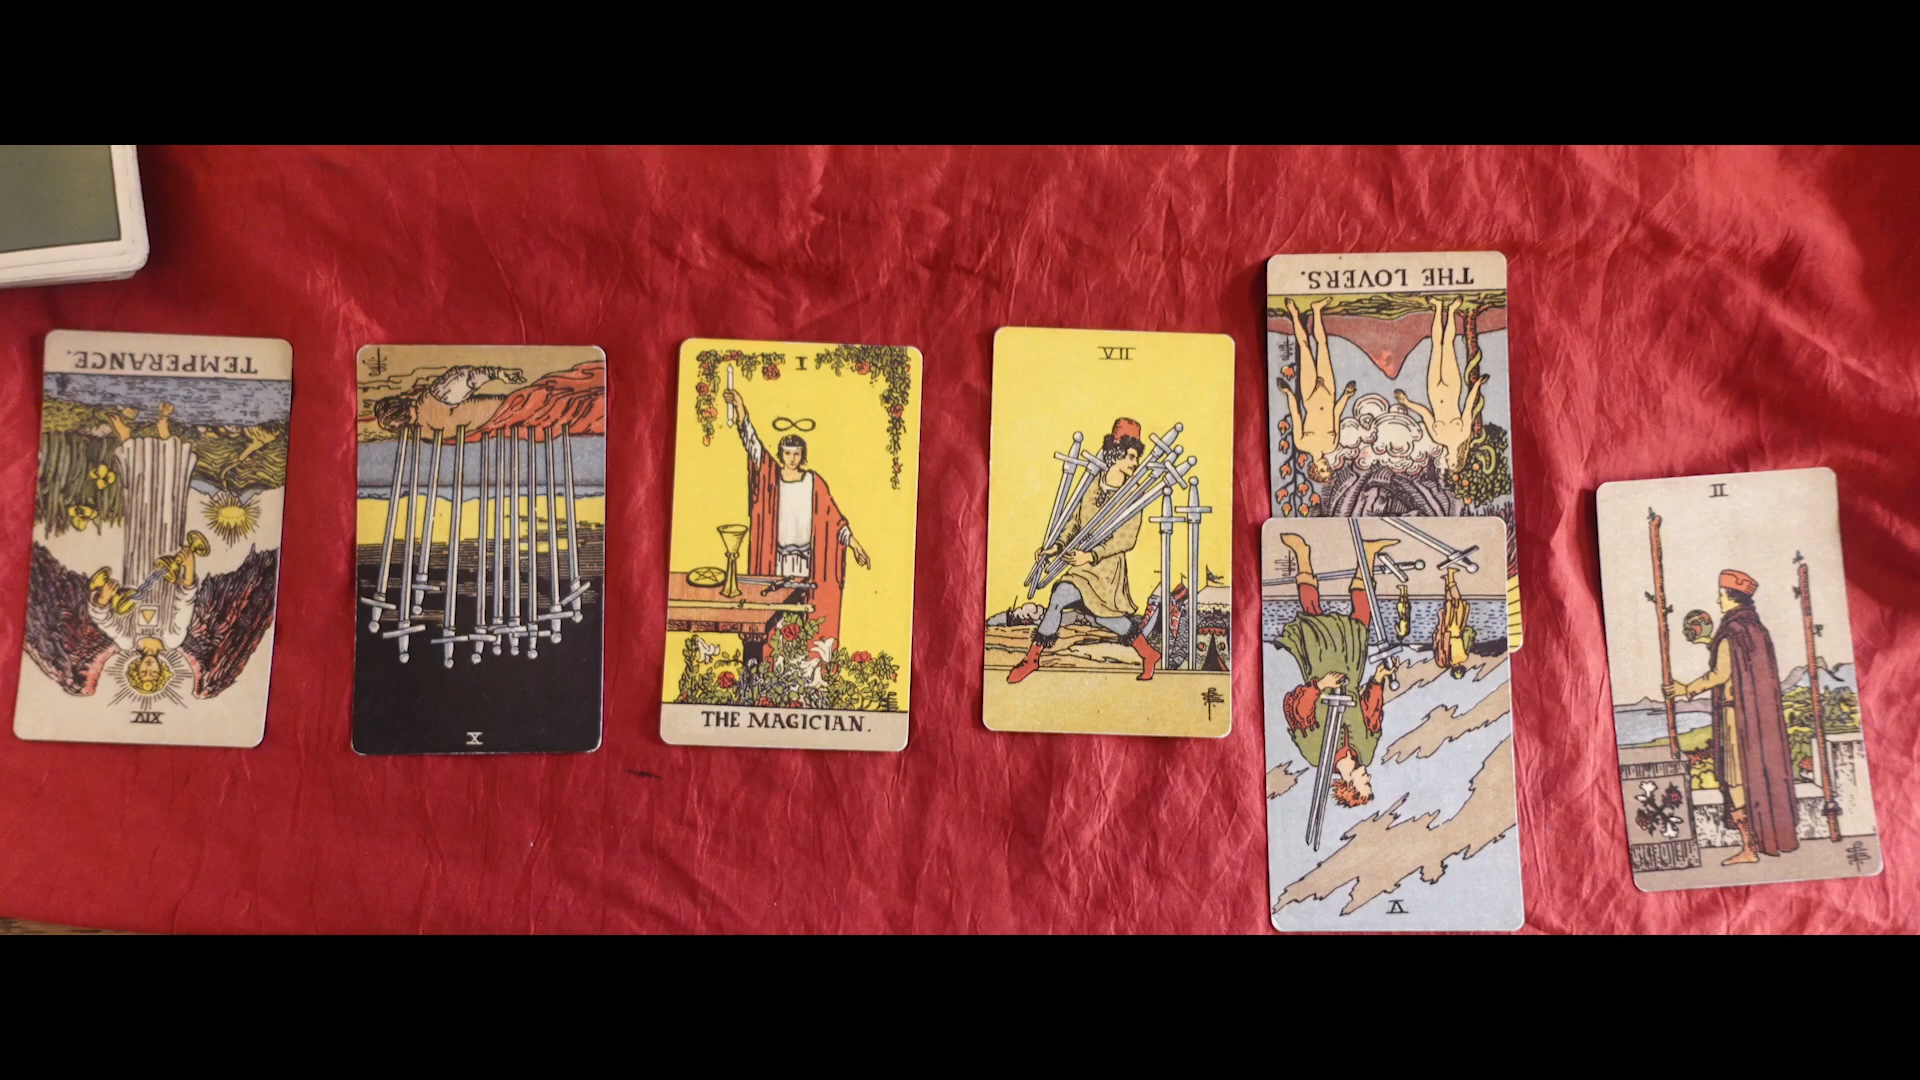 TEMPERANCE.
XIV
X
I
THE MAGICIAN.
VII
THE LOVERS.
V
II